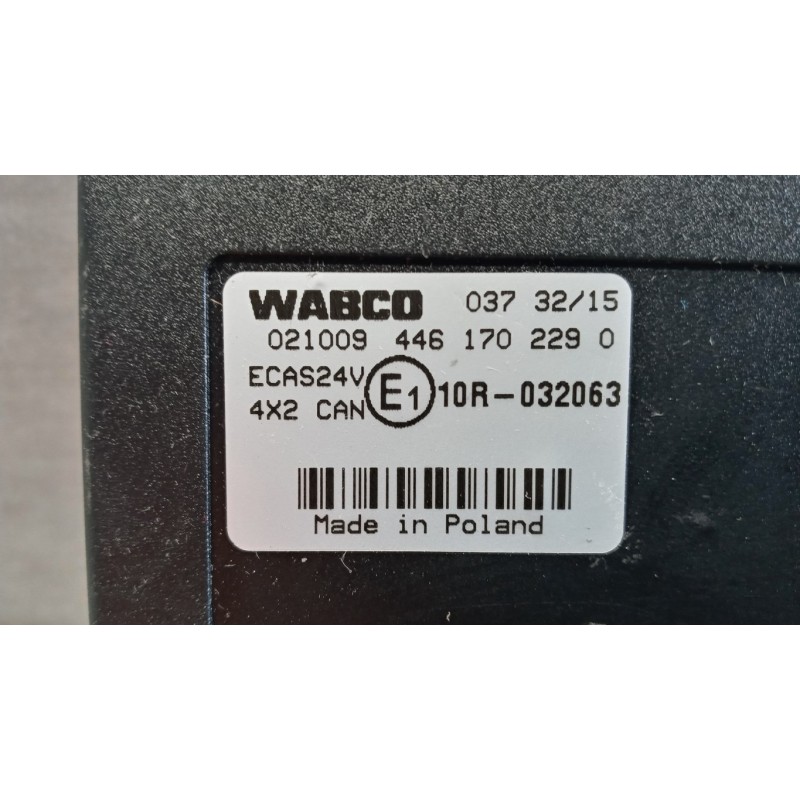 WABCO 037 32/15
021009 446 170 229 0
ECAS24V
4X2 CAN E1 10R-032063
Made in Poland